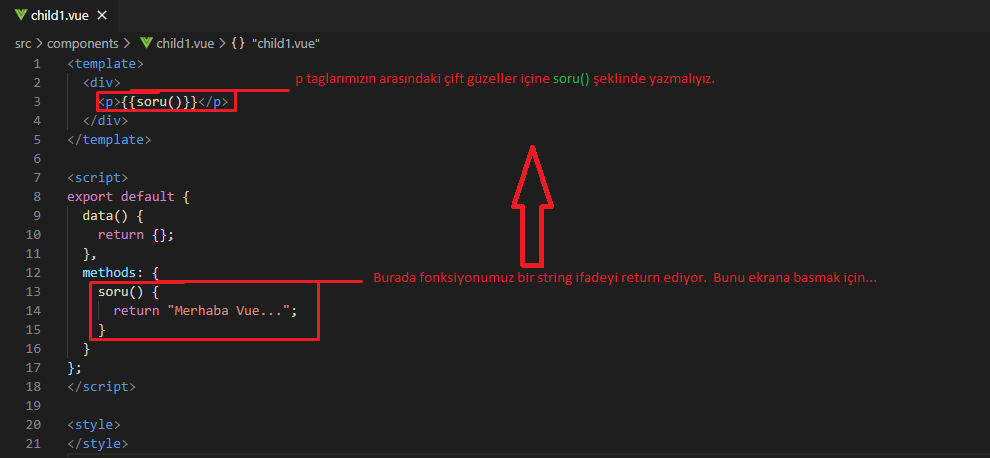 child1.vue ×
src > components > child1.vue > {} "child1.vue"
1 <template>
2 <div>
3 <p>{{soru()}}</p>
4 </div>
5 </template>
6
7 <script>
8 export default {
9 data() {
10 return {};
11 },
12 methods: {
13 soru() {
14 return "Merhaba Vue...";
15 }
16 }
17 };
18 </script>
19
20 <style>
21 </style>
p taglarımızın arasındaki çift güzeller içine soru() şeklinde yazmalıyız.
Burada fonksiyonumuz bir string ifadeyi return ediyor. Bunu ekrana basmak için...